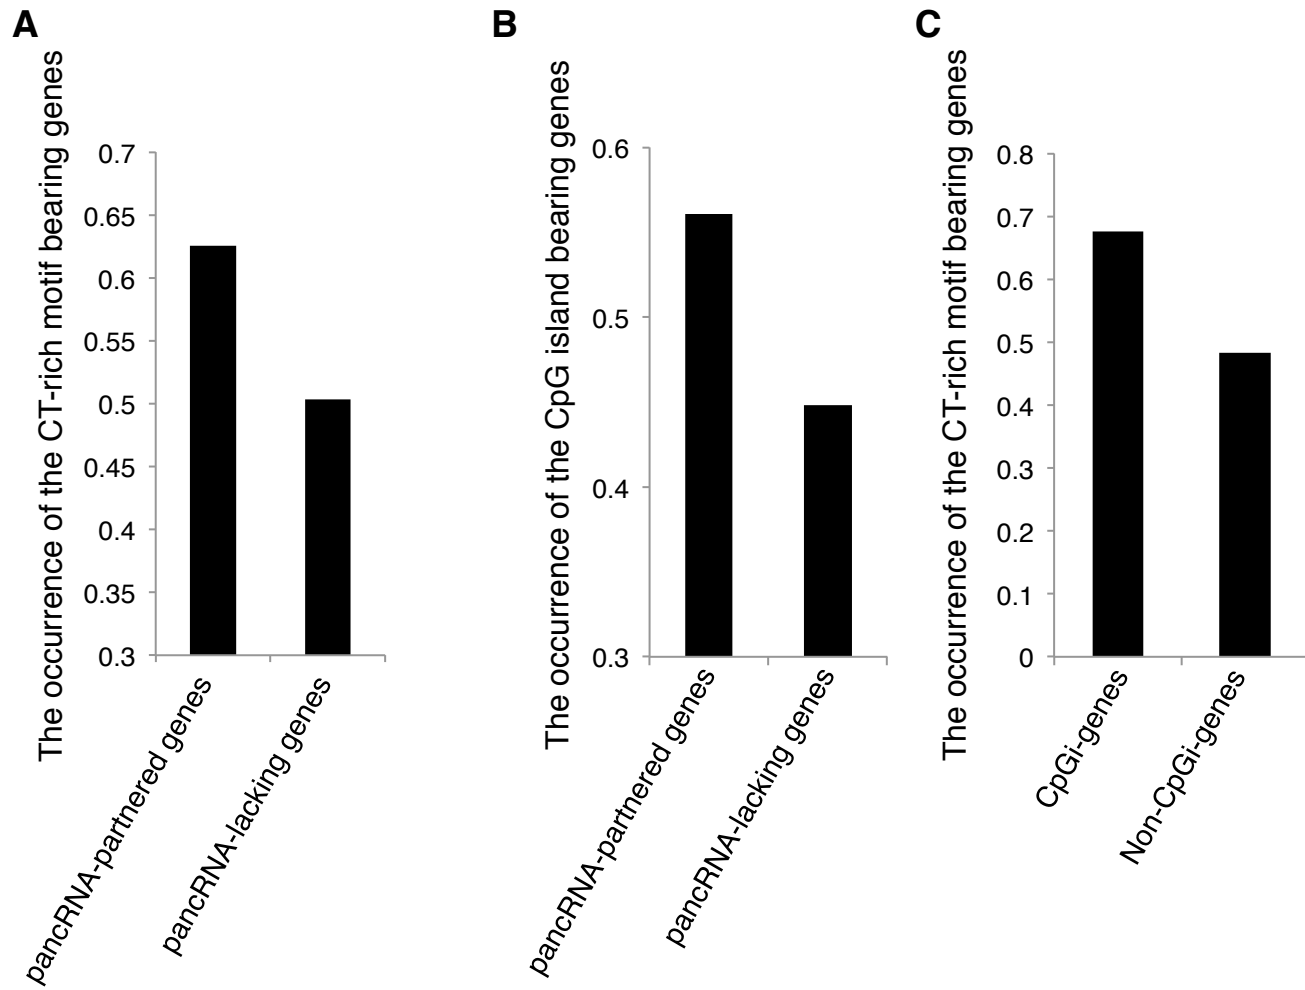 A
The occurrence of the CT-rich motif bearing genes
0.7
0.65
0.6
0.55
0.5
0.45
0.4
0.35
0.3
pancRNA-partnered genes
pancRNA-lacking genes
B
The occurrence of the CpG island bearing genes
0.6
0.5
0.4
0.3
pancRNA-partnered genes
pancRNA-lacking genes
C
The occurrence of the CT-rich motif bearing genes
0.8
0.7
0.6
0.5
0.4
0.3
0.2
0.1
0
CpGi-genes
Non-CpGi-genes